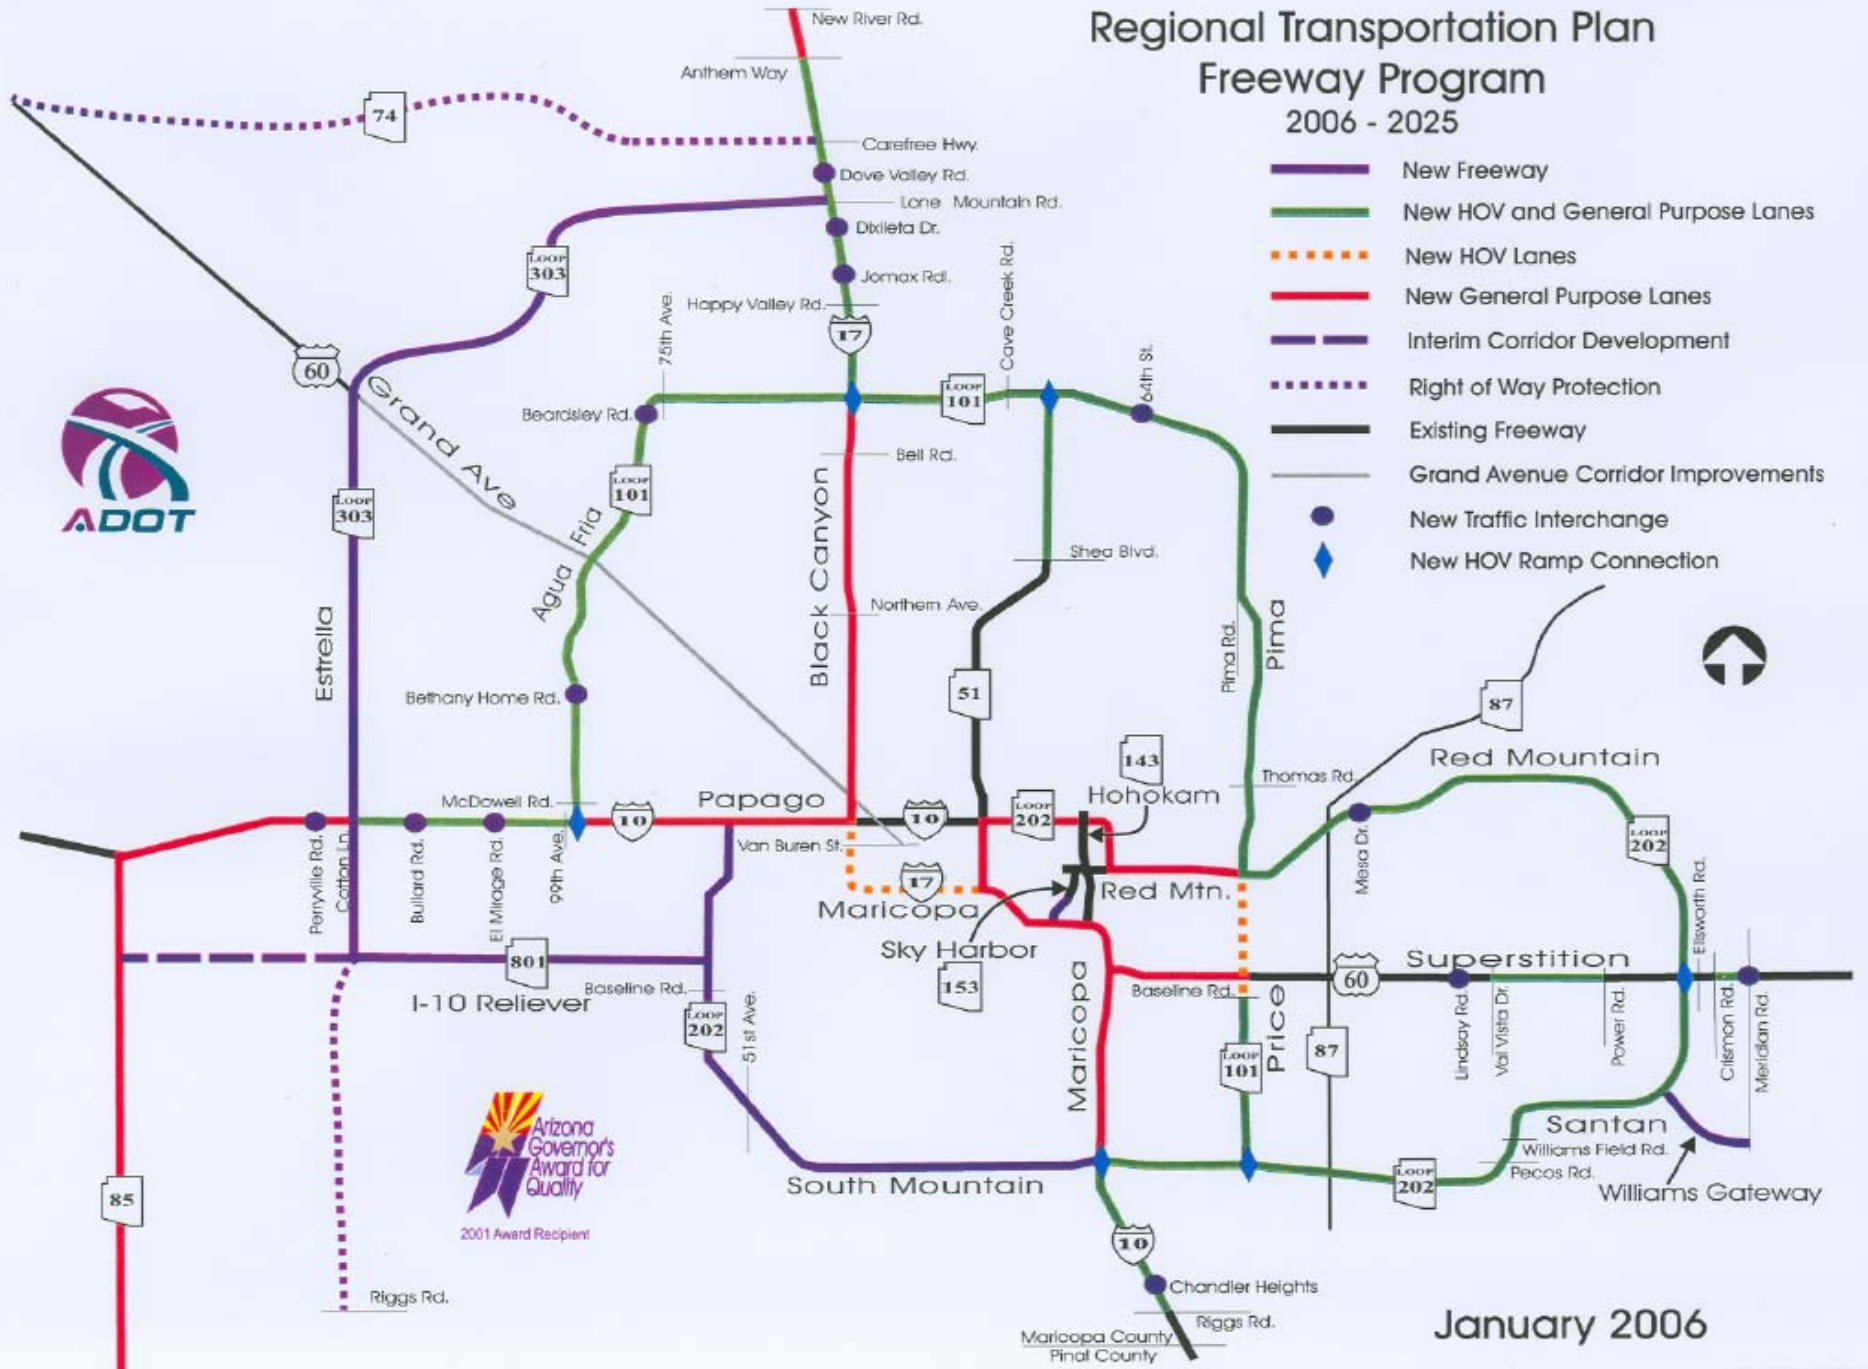 Regional Transportation Plan
Freeway Program
2006 - 2025
New Freeway
New HOV and General Purpose Lanes
New HOV Lanes
New General Purpose Lanes
Interim Corridor Development
Right of Way Protection
Existing Freeway
Grand Avenue Corridor Improvements
New Traffic Interchange
New HOV Ramp Connection
New River Rd.
Anthem Way
74
Carefree Hwy.
Dove Valley Rd.
Lone Mountain Rd.
Dixileta Dr.
LOOP
303
Jomax Rd.
Happy Valley Rd.
17
75th Ave.
Cave Creek Rd.
64th St.
60
Grand Ave
LOOP
101
Beardsley Rd.
ADOT
Bell Rd.
LOOP
101
LOOP
303
Agua Fria
Black Canyon
Shea Blvd.
Northern Ave.
Estrella
Pima Rd.
Pima
Bethany Home Rd.
51
87
143
Hohokam
Red Mountain
Thomas Rd.
McDowell Rd.
Papago
10
10
LOOP
202
LOOP
202
Van Buren St.
Perryville Rd.
Cotton Ln.
Bullard Rd.
El Mirage Rd.
99th Ave.
17
Maricopa
Red Mtn.
Mesa Dr.
Ellsworth Rd.
Sky Harbor
153
801
I-10 Reliever
Baseline Rd.
LOOP
202
51st Ave.
Maricopa
Baseline Rd.
60
Superstition
Price
LOOP
101
87
Lindsay Rd.
Val Vista Dr.
Power Rd.
Crismon Rd.
Meridian Rd.
Arizona
Governor's
Award for
Quality
2001 Award Recipient
85
South Mountain
LOOP
202
Santan
Williams Field Rd.
Pecos Rd.
Williams Gateway
10
Chandler Heights
Riggs Rd.
Riggs Rd.
Maricopa County
Pinal County
January 2006